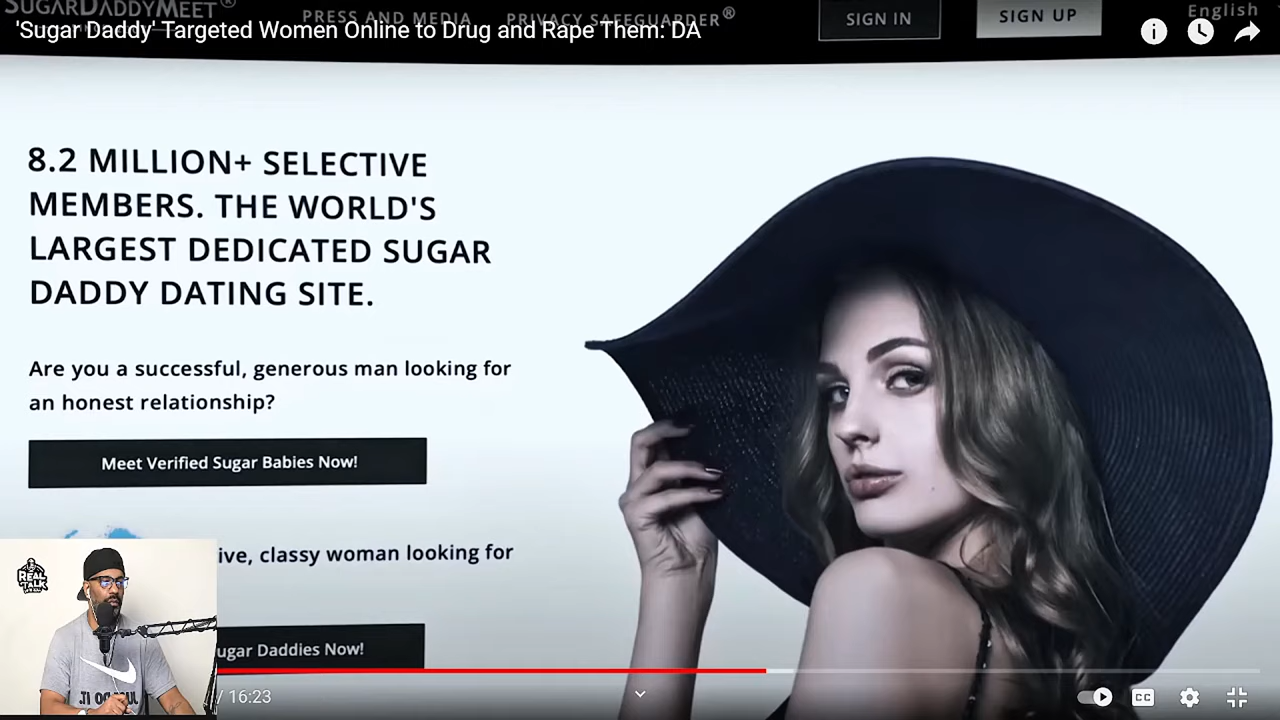 SUGARDADDYMEET®
PRESS AND MEDIA
PRIVACY SAFEGUARDER®
SIGN IN
SIGN UP
English
'Sugar Daddy' Targeted Women Online to Drug and Rape Them: DA
8.2 MILLION+ SELECTIVE
MEMBERS. THE WORLD'S
LARGEST DEDICATED SUGAR
DADDY DATING SITE.
Are you a successful, generous man looking for
an honest relationship?
Meet Verified Sugar Babies Now!
ive, classy woman looking for
ugar Daddies Now!
REAL
TALK
/ 16:23
CC